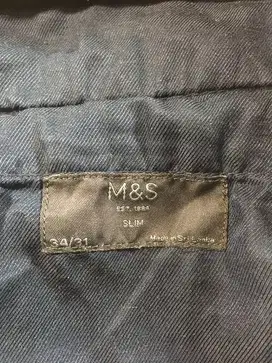 M&S
EST. 1884
SLIM
34/31
Made in Sri Lanka